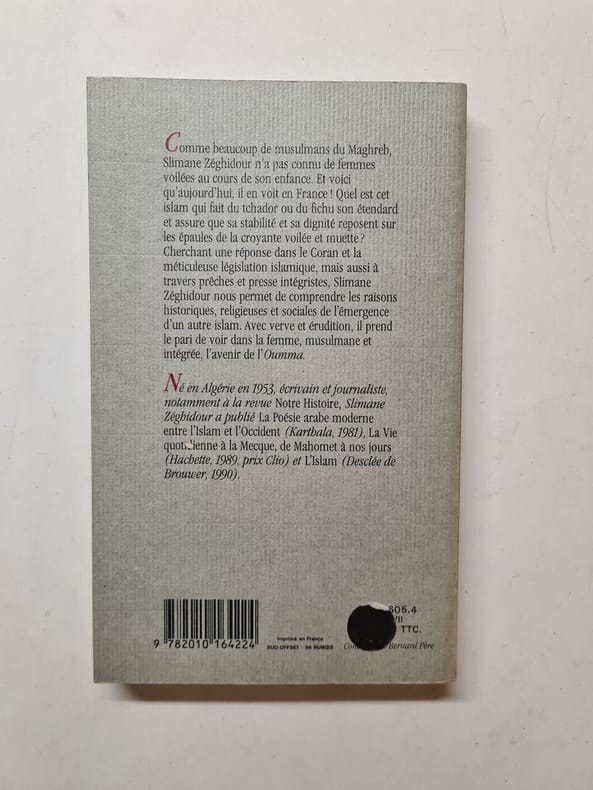 Comme beaucoup de musulmans du Maghreb,
Slimane Zéghidour n'a pas connu de femmes
voilées au cours de son enfance. Et voici
qu'aujourd'hui, il en voit en France ! Quel est cet
islam qui fait du tchador ou du fichu son étendard
et assure que sa stabilité et sa dignité reposent sur
les épaules de la croyante voilée et muette ?
Cherchant une réponse dans le Coran et la
méticuleuse législation islamique, mais aussi à
travers prêches et presse intégristes, Slimane
Zéghidour nous permet de comprendre les raisons
historiques, religieuses et sociales de l'émergence
d'un autre islam. Avec verve et érudition, il prend
le pari de voir dans la femme, musulmane et
intégrée, l'avenir de l'Oumma.
Né en Algérie en 1953, écrivain et journaliste,
notamment à la revue Notre Histoire, Slimane
Zéghidour a publié La Poésie arabe moderne
entre l'Islam et l'Occident (Karthala, 1981), La Vie
quotidienne à la Mecque, de Mahomet à nos jours
(Hachette, 1989, prix Clio) et L'Islam (Desclée de
Brouwer, 1990).
9 782010 164224
Imprimé en France
SUD-OFFSET - 94 RUNGIS
605.4
/II
TTC.
Bernard Père